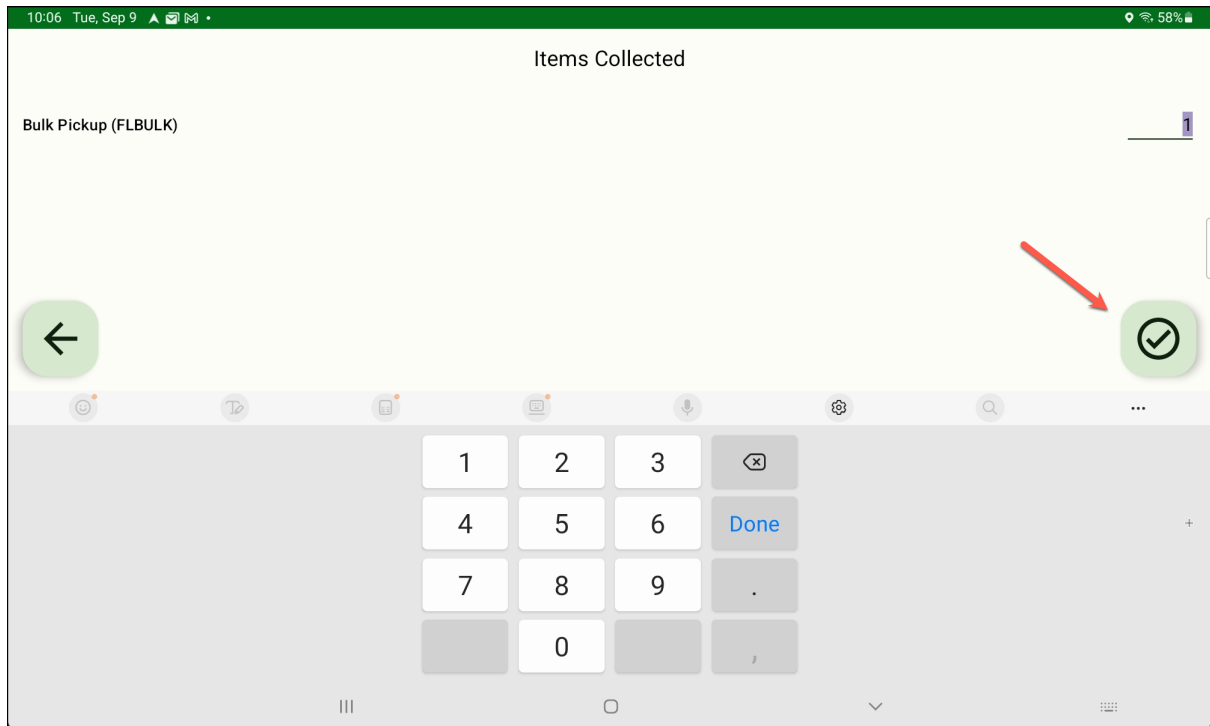 10:06 Tue, Sep 9
58%
Items Collected
Bulk Pickup (FLBULK)
1
1 2 3
4 5 6 Done
+
7 8 9 .
0 ,